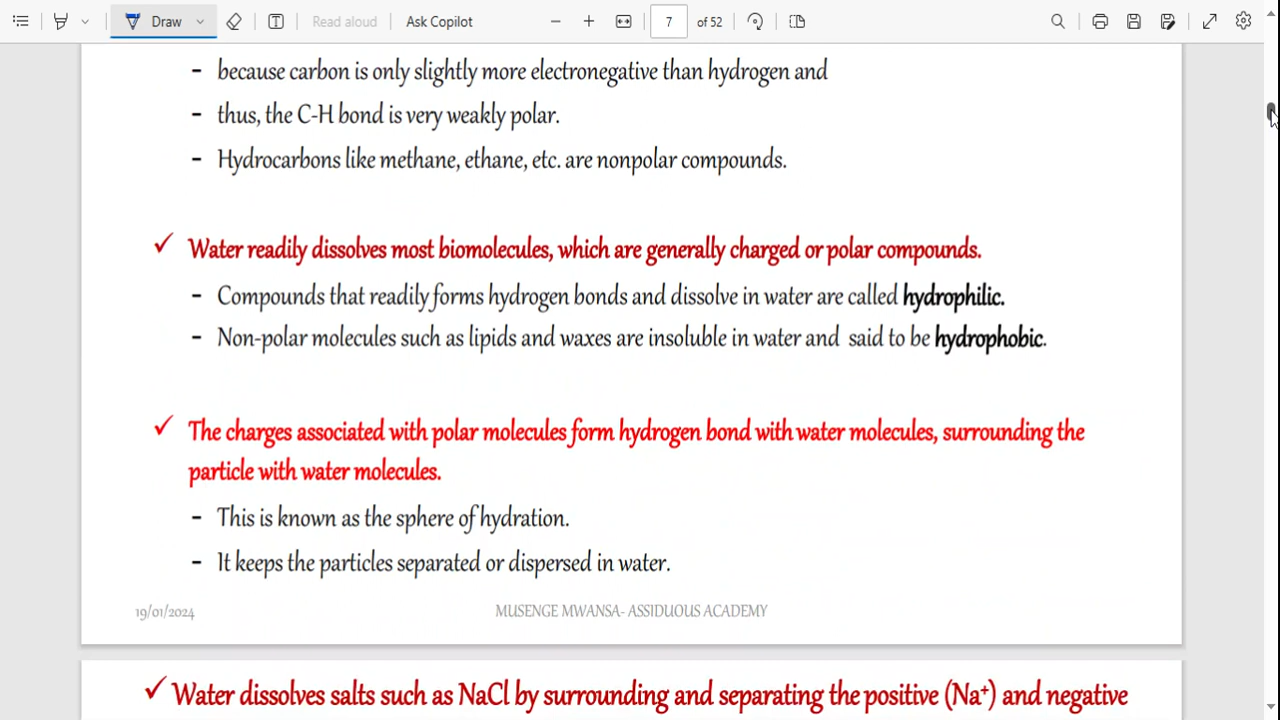 Draw
Read aloud
Ask Copilot
7
of 52
- because carbon is only slightly more electronegative than hydrogen and
- thus, the C-H bond is very weakly polar.
- Hydrocarbons like methane, ethane, etc. are nonpolar compounds.
✓ Water readily dissolves most biomolecules, which are generally charged or polar compounds.
- Compounds that readily forms hydrogen bonds and dissolve in water are called hydrophilic.
- Non-polar molecules such as lipids and waxes are insoluble in water and said to be hydrophobic.
✓ The charges associated with polar molecules form hydrogen bond with water molecules, surrounding the
particle with water molecules.
- This is known as the sphere of hydration.
- It keeps the particles separated or dispersed in water.
19/01/2024
MUSENGE MWANSA- ASSIDUOUS ACADEMY
✓ Water dissolves salts such as NaCl by surrounding and separating the positive (Na⁺) and negative